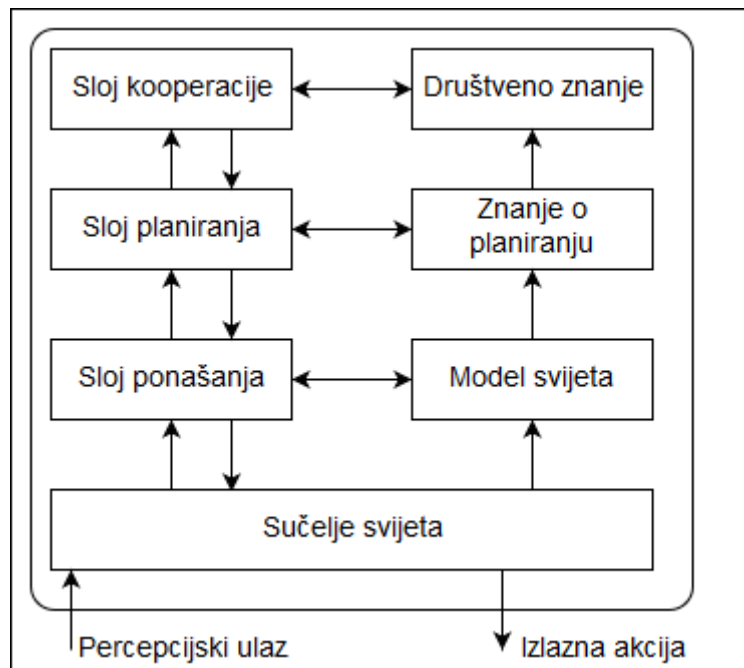 Sloj kooperacije
Društveno znanje
Sloj planiranja
Znanje o
planiranju
Sloj ponašanja
Model svijeta
Sučelje svijeta
Percepcijski ulaz
Izlazna akcija